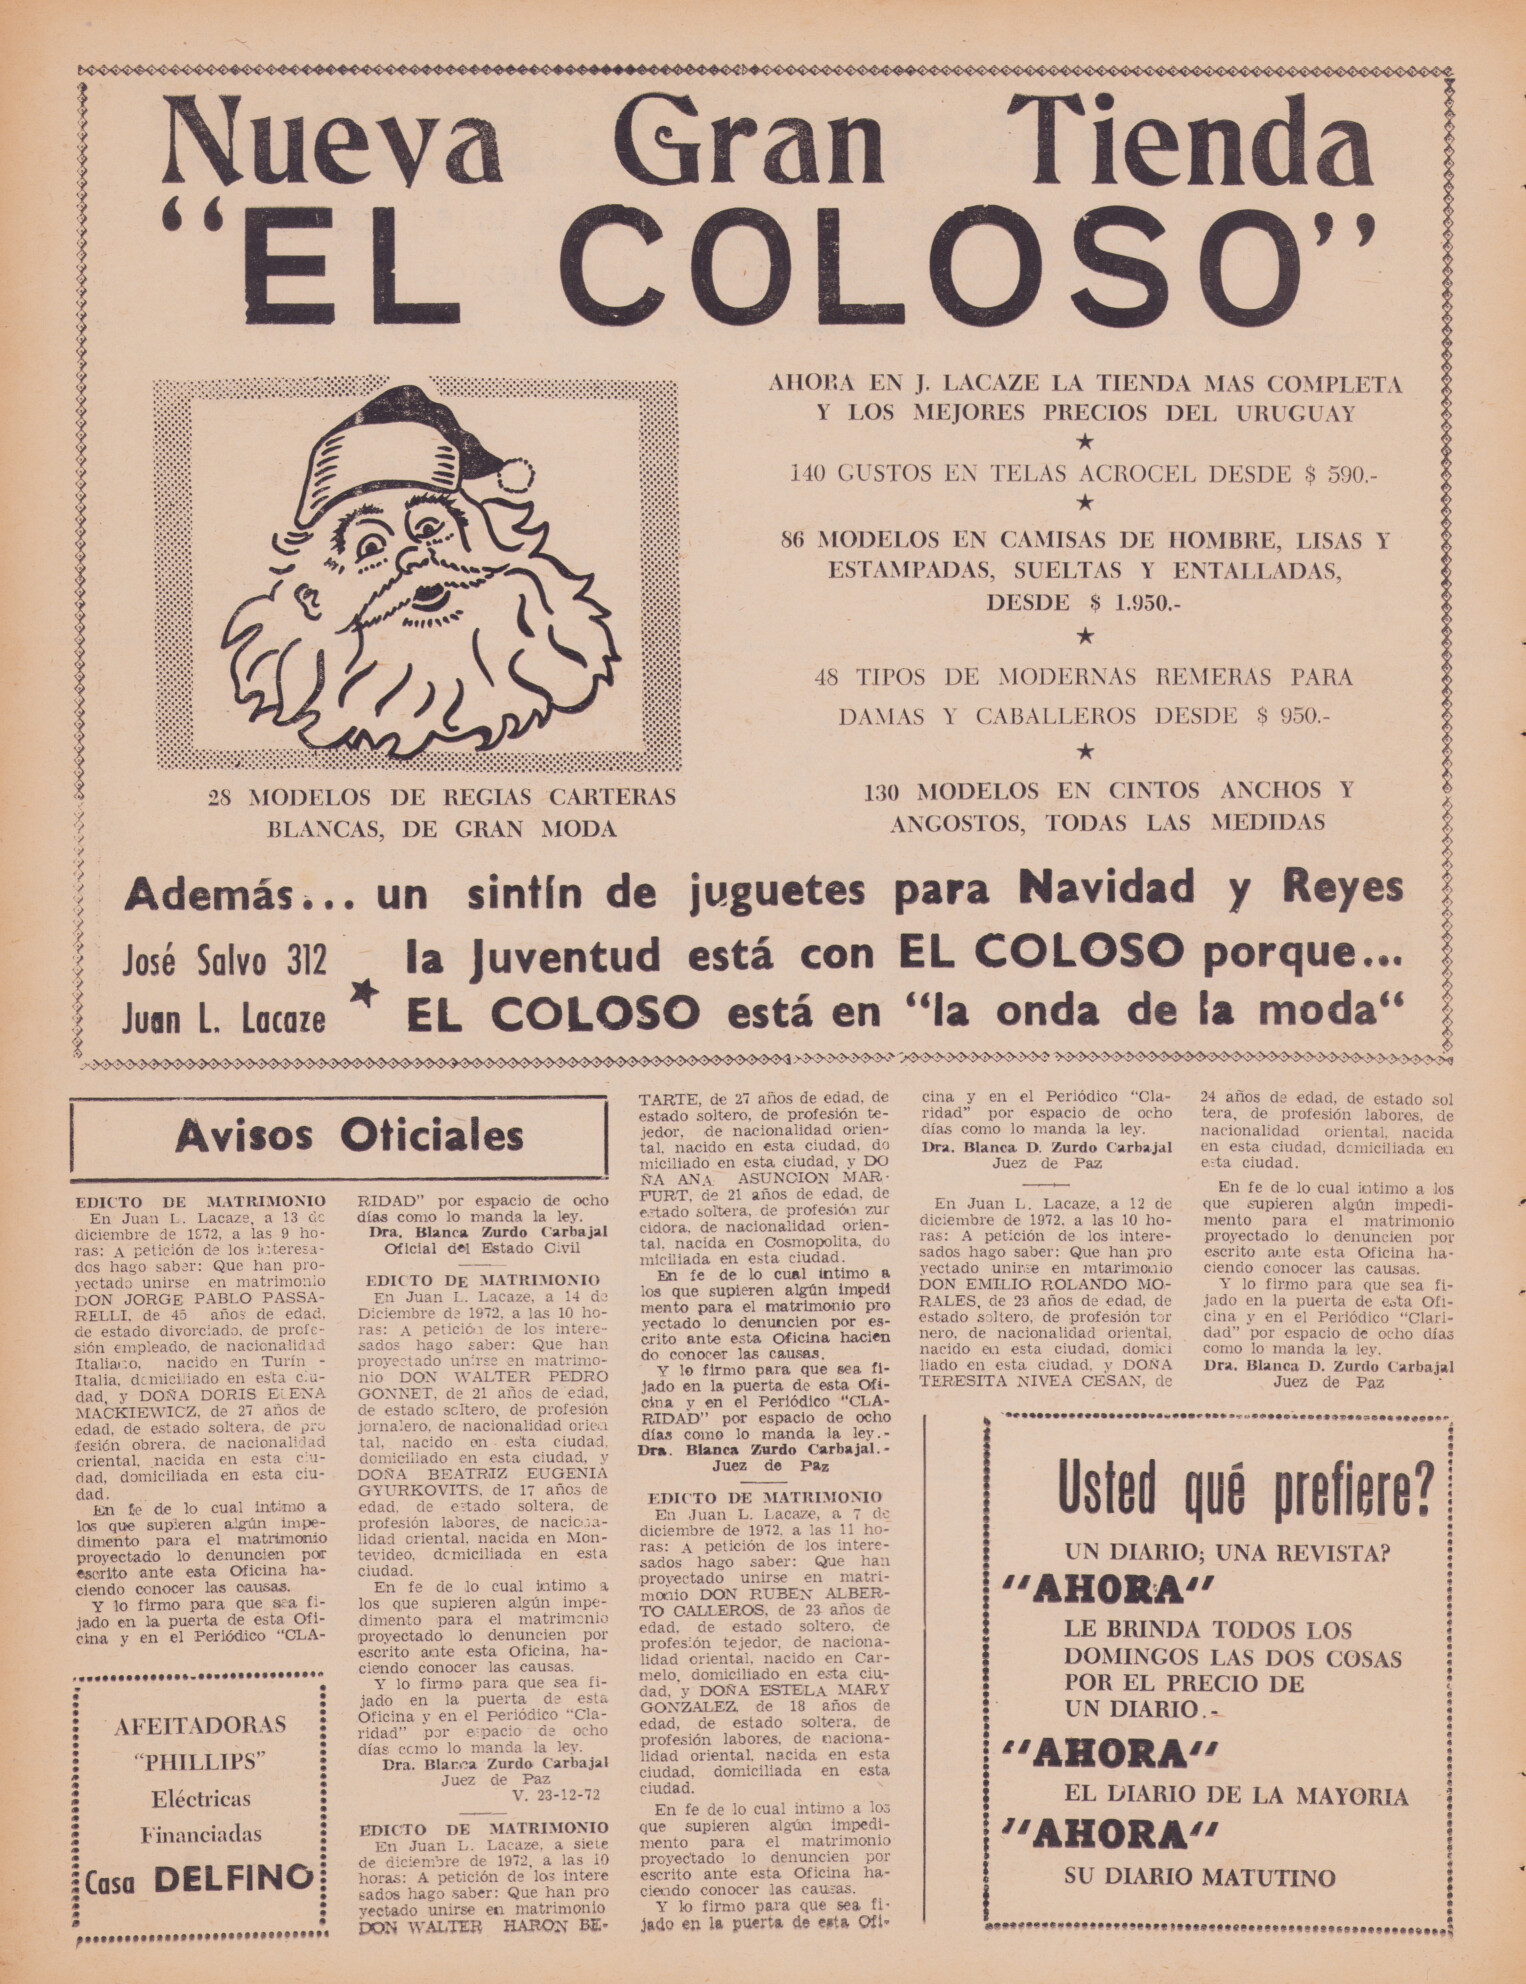 Nueva Gran Tienda
"EL COLOSO"
AHORA EN J. LACAZE LA TIENDA MAS COMPLETA
Y LOS MEJORES PRECIOS DEL URUGUAY
★
140 GUSTOS EN TELAS ACROCEL DESDE $ 590.-
★
86 MODELOS EN CAMISAS DE HOMBRE, LISAS Y
ESTAMPADAS, SUELTAS Y ENTALLADAS,
DESDE $ 1.950.-
★
48 TIPOS DE MODERNAS REMERAS PARA
DAMAS Y CABALLEROS DESDE $ 950.-
★
130 MODELOS EN CINTOS ANCHOS Y
ANGOSTOS, TODAS LAS MEDIDAS
28 MODELOS DE REGIAS CARTERAS
BLANCAS, DE GRAN MODA
Además... un sintín de juguetes para Navidad y Reyes
José Salvo 312
Juan L. Lacaze
★
la Juventud está con EL COLOSO porque...
EL COLOSO está en "la onda de la moda"
Avisos Oficiales
EDICTO DE MATRIMONIO
En Juan L. Lacaze, a 13 de
diciembre de 1972, a las 9 ho-
ras: A petición de los interesa-
dos hago saber: Que han pro-
yectado unirse en matrimonio
DON JORGE PABLO PASSA-
RELLI, de 45 años de edad,
de estado divorciado, de profe-
sión empleado, de nacionalidad
Italiano, nacido en Turín -
Italia, domiciliado en esta ciu-
dad, y DOÑA DORIS ELENA
MACKIEWICZ, de 27 años de
edad, de estado soltera, de pro
fesión obrera, de nacionalidad
oriental, nacida en esta ciu-
dad, domiciliada en esta ciu-
dad.
En fe de lo cual intimo a
los que supieren algún impe-
dimento para el matrimonio
proyectado lo denuncien por
escrito ante esta Oficina ha-
ciendo conocer las causas.
Y lo firmo para que sea fi-
jado en la puerta de esta Ofi-
cina y en el Periódico "CLA-
RIDAD" por espacio de ocho
días como lo manda la ley.
Dra. Blanca Zurdo Carbajal
Oficial del Estado Civil
EDICTO DE MATRIMONIO
En Juan L. Lacaze, a 14 de
Diciembre de 1972, a las 10 ho-
ras: A petición de los intere-
sados hago saber: Que han
proyectado unirse en matrimo-
nio DON WALTER PEDRO
GONNET, de 21 años de edad,
de estado soltero, de profesión
jornalero, de nacionalidad orien
tal, nacido en esta ciudad,
domiciliado en esta ciudad, y
DOÑA BEATRIZ EUGENIA
GYURKOVITS, de 17 años de
edad, de estado soltera, de
profesión labores, de naciona-
lidad oriental, nacida en Mon-
tevideo, domiciliada en esta
ciudad.
En fe de lo cual intimo a
los que supieren algún impe-
dimento para el matrimonio
proyectado lo denuncien por
escrito ante esta Oficina, ha-
ciendo conocer las causas.
Y lo firmo para que sea fi-
jado en la puerta de esta
Oficina y en el Periódico "Cla-
ridad" por espacio de ocho
días como lo manda la ley.
Dra. Blanca Zurdo Carbajal
Juez de Paz
V. 23-12-72
EDICTO DE MATRIMONIO
En Juan L. Lacaze, a siete
de diciembre de 1972, a las 10
horas: A petición de los intere
sados hago saber: Que han pro
yectado unirse en matrimonio
DON WALTER HARON BE-
TARTE, de 27 años de edad, de
estado soltero, de profesión te-
jedor, de nacionalidad orien-
tal, nacido en esta ciudad, do
miciliado en esta ciudad, y DO
ÑA ANA ASUNCION MAR-
FURT, de 21 años de edad, de
estado soltera, de profesión zur
cidora, de nacionalidad orien-
tal, nacida en Cosmopolita, do
miciliada en esta ciudad.
En fe de lo cual intimo a
los que supieren algún impedi
mento para el matrimonio pro
yectado lo denuncien por es-
crito ante esta Oficina hacien
do conocer las causas.
Y lo firmo para que sea fi-
jado en la puerta de esta Ofi-
cina y en el Periódico "CLA-
RIDAD" por espacio de ocho
días como lo manda la ley.-
Dra. Blanca Zurdo Carbajal.-
Juez de Paz
EDICTO DE MATRIMONIO
En Juan L. Lacaze, a 7 de
diciembre de 1972, a las 11 ho-
ras: A petición de los intere-
sados hago saber: Que han
proyectado unirse en matri-
monio DON RUBEN ALBER-
TO CALLEROS, de 23 años de
edad, de estado soltero, de
profesión tejedor, de naciona-
lidad oriental, nacido en Car-
melo, domiciliado en esta ciu-
dad, y DOÑA ESTELA MARY
GONZALEZ, de 18 años de
edad, de estado soltera, de
profesión labores, de naciona-
lidad oriental, nacida en esta
ciudad, domiciliada en esta
ciudad.
En fe de lo cual intimo a los
que supieren algún impedi-
mento para el matrimonio
proyectado lo denuncien por
escrito ante esta Oficina ha-
ciendo conocer las causas.
Y lo firmo para que sea fi-
jado en la puerta de esta Ofi-
cina y en el Periódico "Cla-
ridad" por espacio de ocho
días como lo manda la ley.
Dra. Blanca D. Zurdo Carbajal
Juez de Paz
En Juan L. Lacaze, a 12 de
diciembre de 1972, a las 10 ho-
ras: A petición de los intere-
sados hago saber: Que han pro
yectado unirse en mtarimonio
DON EMILIO ROLANDO MO-
RALES, de 23 años de edad, de
estado soltero, de profesión tor
nero, de nacionalidad oriental,
nacido en esta ciudad, domici
liado en esta ciudad, y DOÑA
TERESITA NIVEA CESAN, de
24 años de edad, de estado sol
tera, de profesión labores, de
nacionalidad oriental, nacida
en esta ciudad, domiciliada en
esta ciudad.
En fe de lo cual intimo a los
que supieren algún impedi-
mento para el matrimonio
proyectado lo denuncien por
escrito ante esta Oficina ha-
ciendo conocer las causas.
Y lo firmo para que sea fi-
jado en la puerta de esta Ofi-
cina y en el Periódico "Clari-
dad" por espacio de ocho días
como lo manda la ley.
Dra. Blanca D. Zurdo Carbajal
Juez de Paz
AFEITADORAS
"PHILLIPS"
Eléctricas
Financiadas
Casa DELFINO
Usted qué prefiere?
UN DIARIO; UNA REVISTA?
"AHORA"
LE BRINDA TODOS LOS
DOMINGOS LAS DOS COSAS
POR EL PRECIO DE
UN DIARIO.-
"AHORA"
EL DIARIO DE LA MAYORIA
"AHORA"
SU DIARIO MATUTINO